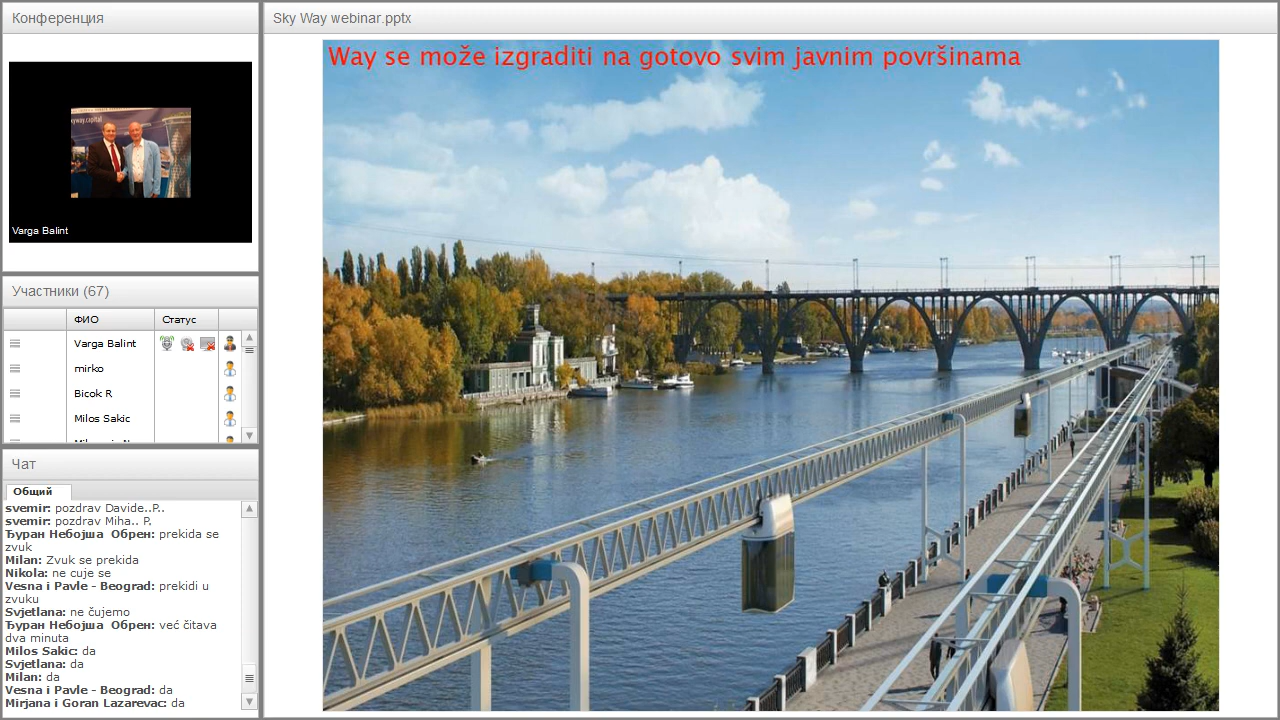 Конференция
Sky Way webinar.pptx
Way se može izgraditi na gotovo svim javnim površinama
skyway.capital
Varga Balint
Участники (67)
ФИО
Статус
Varga Balint
mirko .
Bicok R
Milos Sakic
Чат
Общий
svemir: pozdrav Davide..P..
svemir: pozdrav Miha.. P.
Ђуран Небојша Обрен: prekida se
zvuk
Milan: Zvuk se prekida
Nikola: ne cuje se
Vesna i Pavle - Beograd: prekidi u
zvuku
Svjetlana: ne čujemo
Ђуран Небојша Обрен: već čitava
dva minuta
Milos Sakic: da
Svjetlana: da
Milan: da
Vesna i Pavle - Beograd: da
Mirjana i Goran Lazarevac: da